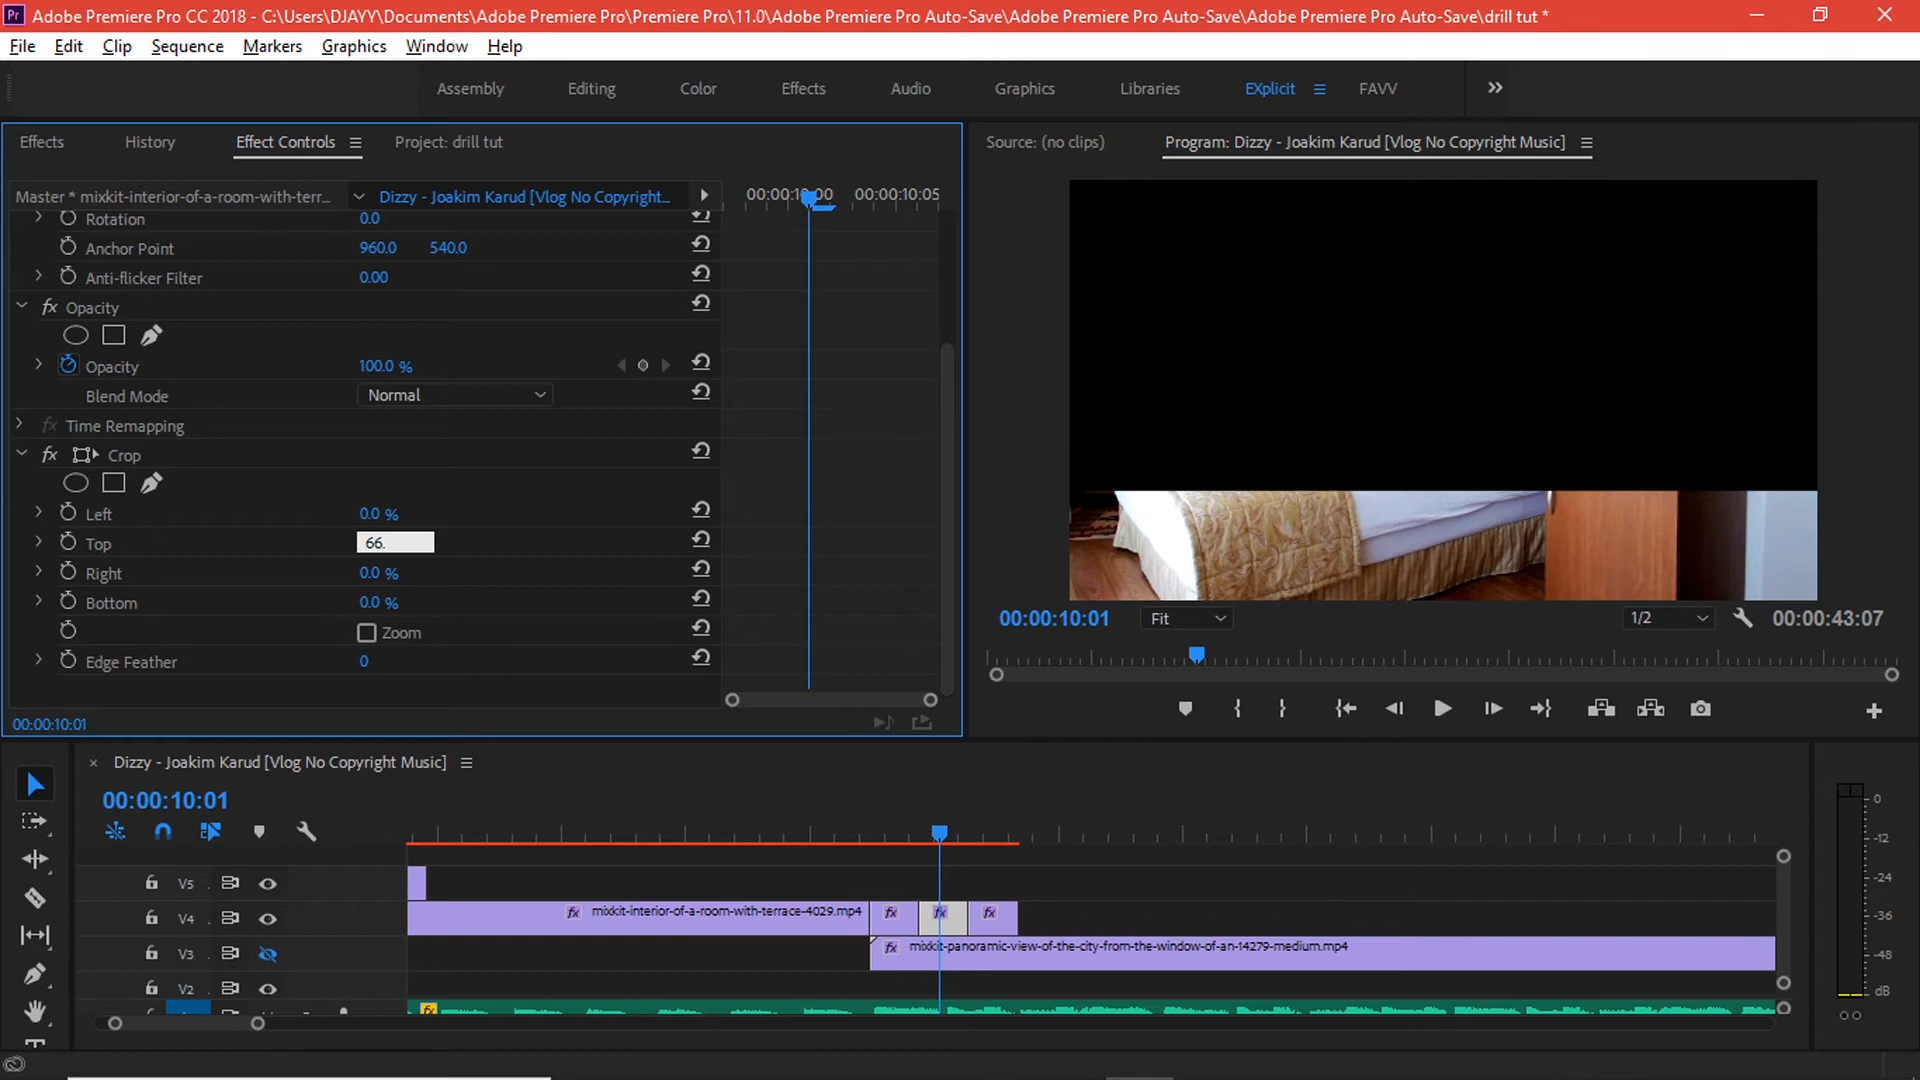 Pr Adobe Premiere Pro CC 2018 - C:\Users\DJAYY\Documents\Adobe Premiere Pro\Premiere Pro\11.0\Adobe Premiere Pro Auto-Save\Adobe Premiere Pro Auto-Save\Adobe Premiere Pro Auto-Save\drill tut *
File Edit Clip Sequence Markers Graphics Window Help
Assembly Editing Color Effects Audio Graphics Libraries EXplicit FAVV
Effects History Effect Controls Project: drill tut
Source: (no clips) Program: Dizzy - Joakim Karud [Vlog No Copyright Music]
Master * mixkit-interior-of-a-room-with-terr... Dizzy - Joakim Karud [Vlog No Copyright...
00:00:10:00 00:00:10:05
Rotation 0.0
Anchor Point 960.0 540.0
Anti-flicker Filter 0.00
fx Opacity
Opacity 100.0 %
Blend Mode Normal
fx Time Remapping
fx Crop
Left 0.0 %
Top 66.
Right 0.0 %
Bottom 0.0 %
Zoom
Edge Feather 0
00:00:10:01
00:00:10:01 Fit 1/2 00:00:43:07
Dizzy - Joakim Karud [Vlog No Copyright Music]
00:00:10:01
V5
V4 fx mixkit-interior-of-a-room-with-terrace-4029.mp4 fx fx fx
V3 fx mixkit-panoramic-view-of-the-city-from-the-window-of-an-14279-medium.mp4
V2
fx
0
-12
-24
-36
-48
dB